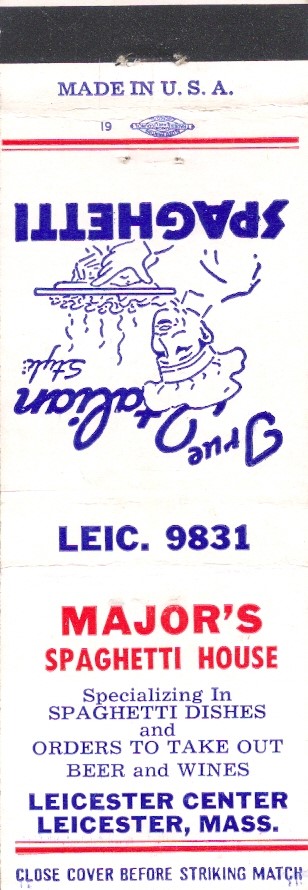 MADE IN U. S. A.
19
True Italian
Style
SPAGHETTI
LEIC. 9831
MAJOR'S
SPAGHETTI HOUSE
Specializing In
SPAGHETTI DISHES
and
ORDERS TO TAKE OUT
BEER and WINES
LEICESTER CENTER
LEICESTER, MASS.
CLOSE COVER BEFORE STRIKING MATCH